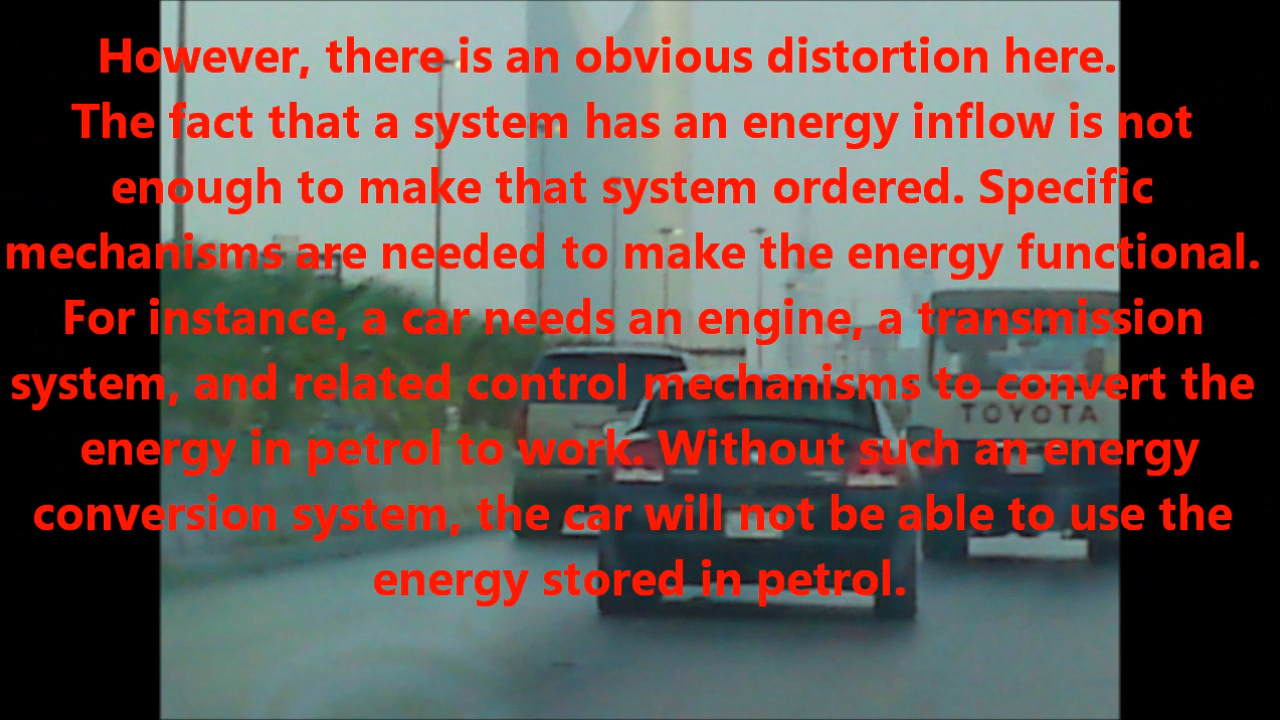 However, there is an obvious distortion here.
The fact that a system has an energy inflow is not
enough to make that system ordered. Specific
mechanisms are needed to make the energy functional.
For instance, a car needs an engine, a transmission
system, and related control mechanisms to convert the
TOYOTA
energy in petrol to work. Without such an energy
conversion system, the car will not be able to use the
energy stored in petrol.